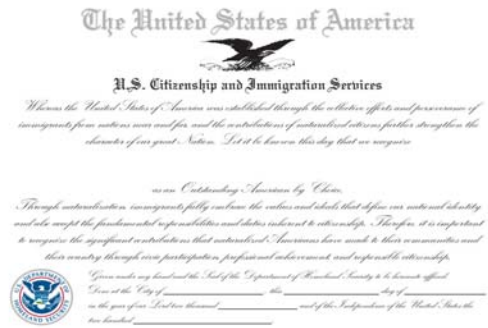 The United States of America
U.S. Citizenship and Immigration Services
Whereas the United States of America was established through the collective efforts and perseverance of
immigrants from nations near and far, and the contributions of naturalized citizens further strengthen the
character of our great Nation. Let it be known this day that we recognize
as an Outstanding American by Choice.
Through naturalization, immigrants fully embrace the values and ideals that define our national identity
and also accept the fundamental responsibilities and duties inherent to citizenship. Therefore, it is important
to recognize the significant contributions that naturalized Americans have made to their communities and
their country through civic participation, professional achievement and responsible citizenship.
Given under my hand and the Seal of the Department of Homeland Security to be hereunto affixed
Done at the City of , this day of
in the year of our Lord two thousand and of the Independence of the United States the
two hundred
U.S. DEPARTMENT OF
HOMELAND SECURITY